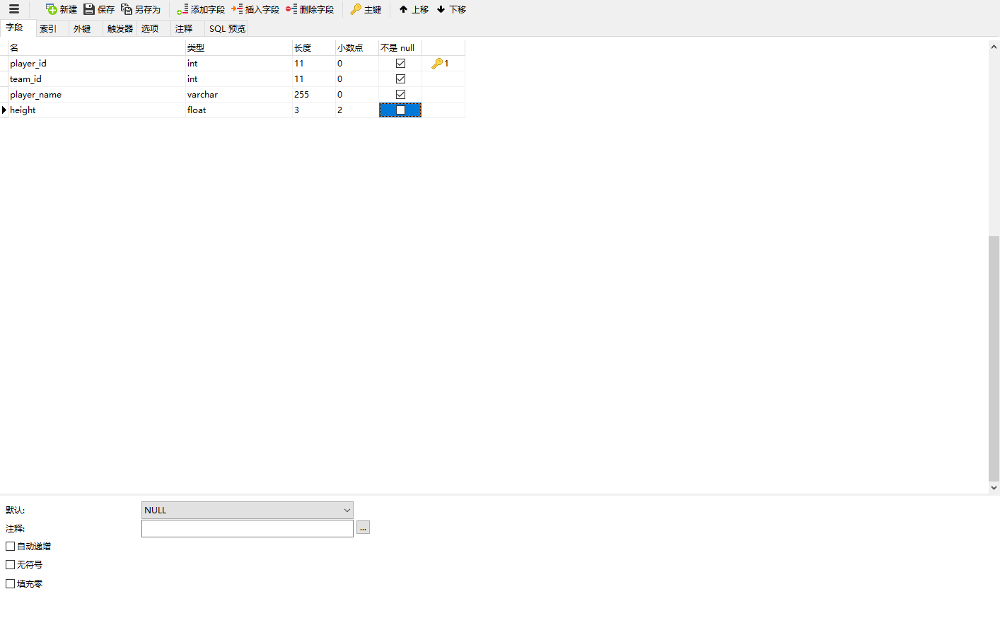 新建 保存 另存为 添加字段 插入字段 删除字段 主键 上移 下移
字段 索引 外键 触发器 选项 注释 SQL 预览
名 类型 长度 小数点 不是 null
player_id int 11 0 1
team_id int 11 0
player_name varchar 255 0
height float 3 2
默认: NULL
注释: ...
自动递增
无符号
填充零